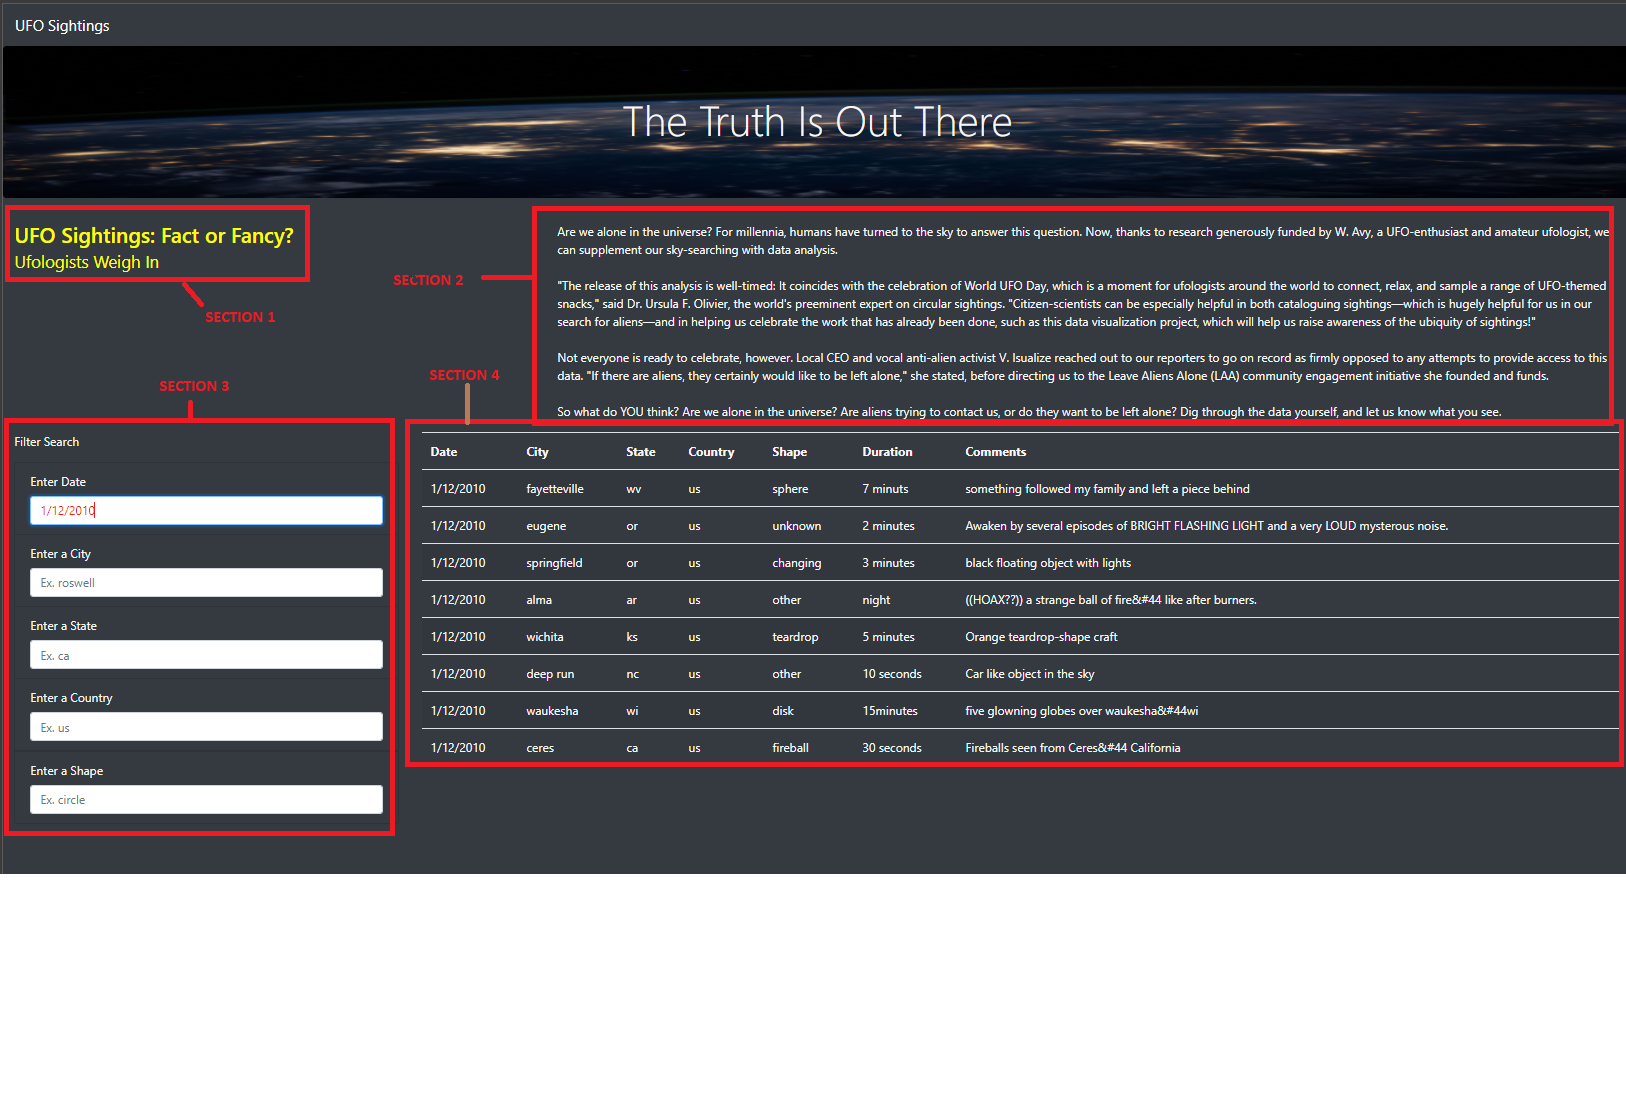 UFO Sightings
The Truth Is Out There
UFO Sightings: Fact or Fancy?
Ufologists Weigh In
SECTION 1
SECTION 2
Are we alone in the universe? For millennia, humans have turned to the sky to answer this question. Now, thanks to research generously funded by W. Avy, a UFO-enthusiast and amateur ufologist, we
can supplement our sky-searching with data analysis.
"The release of this analysis is well-timed: It coincides with the celebration of World UFO Day, which is a moment for ufologists around the world to connect, relax, and sample a range of UFO-themed
snacks," said Dr. Ursula F. Olivier, the world's preeminent expert on circular sightings. "Citizen-scientists can be especially helpful in both cataloguing sightings—which is hugely helpful for us in our
search for aliens—and in helping us celebrate the work that has already been done, such as this data visualization project, which will help us raise awareness of the ubiquity of sightings!"
Not everyone is ready to celebrate, however. Local CEO and vocal anti-alien activist V. Isualize reached out to our reporters to go on record as firmly opposed to any attempts to provide access to this
data. "If there are aliens, they certainly would like to be left alone," she stated, before directing us to the Leave Aliens Alone (LAA) community engagement initiative she founded and funds.
So what do YOU think? Are we alone in the universe? Are aliens trying to contact us, or do they want to be left alone? Dig through the data yourself, and let us know what you see.
SECTION 3
Filter Search
Enter Date
1/12/2010
Enter a City
Ex. roswell
Enter a State
Ex. ca
Enter a Country
Ex. us
Enter a Shape
Ex. circle
SECTION 4
Date City State Country Shape Duration Comments
1/12/2010 fayetteville wv us sphere 7 minuts something followed my family and left a piece behind
1/12/2010 eugene or us unknown 2 minutes Awaken by several episodes of BRIGHT FLASHING LIGHT and a very LOUD mysterous noise.
1/12/2010 springfield or us changing 3 minutes black floating object with lights
1/12/2010 alma ar us other night ((HOAX??)) a strange ball of fire&#44 like after burners.
1/12/2010 wichita ks us teardrop 5 minutes Orange teardrop-shape craft
1/12/2010 deep run nc us other 10 seconds Car like object in the sky
1/12/2010 waukesha wi us disk 15minutes five glowning globes over waukesha&#44wi
1/12/2010 ceres ca us fireball 30 seconds Fireballs seen from Ceres&#44 California